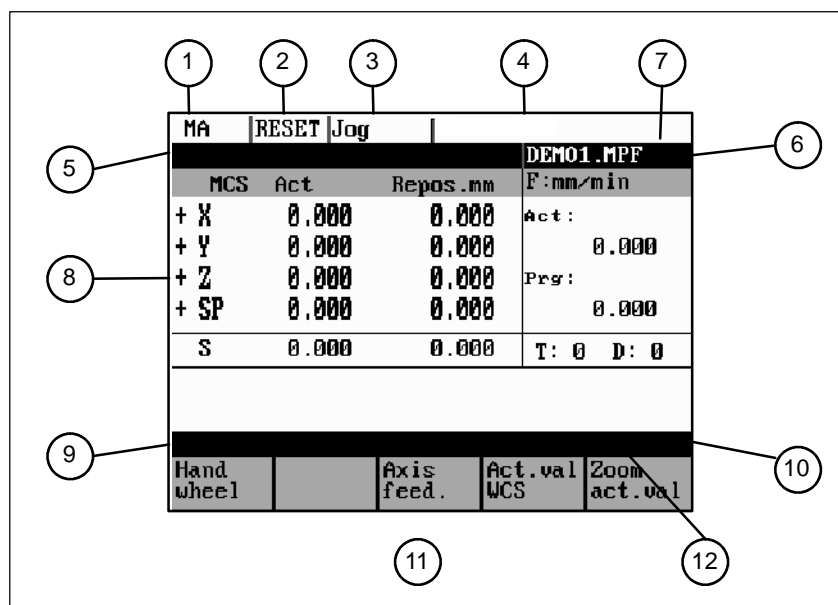 1 2 3 4 7
MA RESET Jog
5 DEMO1.MPF 6
MCS Act Repos.mm F:mm/min
+ X 0.000 0.000 Act:
+ Y 0.000 0.000 0.000
8 + Z 0.000 0.000 Prg:
+ SP 0.000 0.000 0.000
S 0.000 0.000 T: 0 D: 0
9 10
Hand Axis Act.val Zoom
wheel feed. WCS act.val
11 12